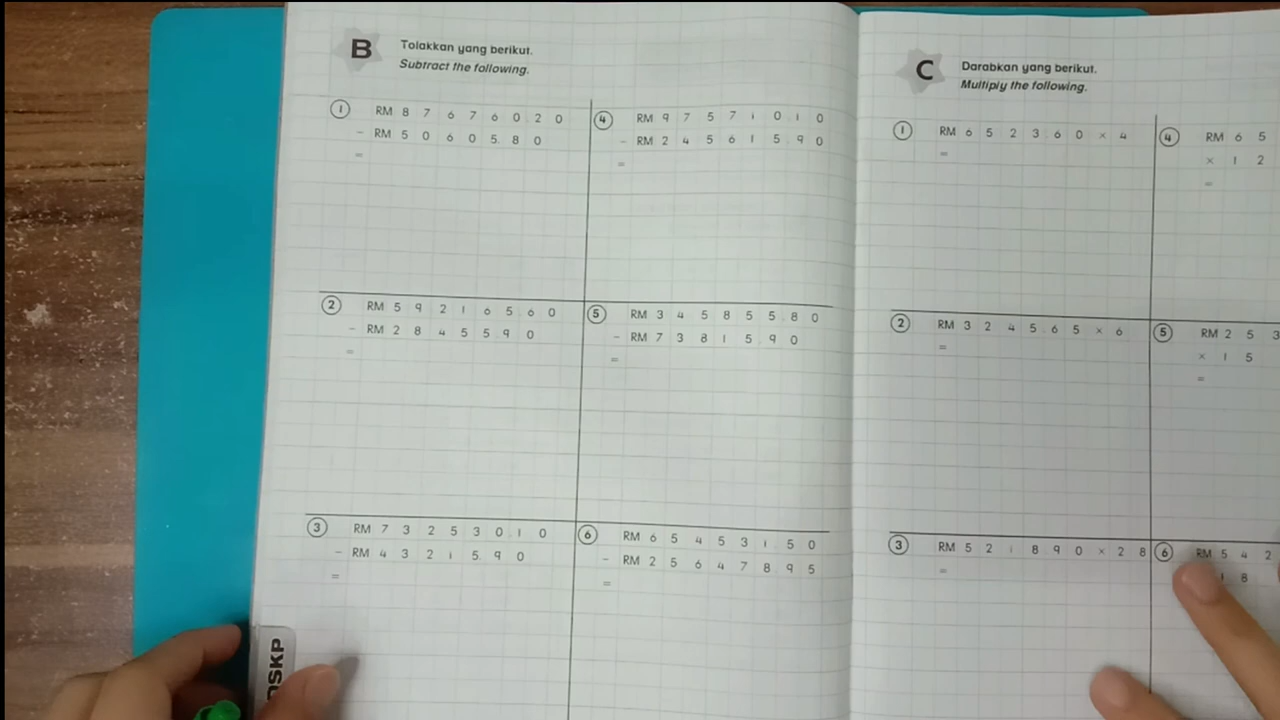 B
Tolakkan yang berikut.
Subtract the following.
1
RM 8 7 6 7 6 0 . 2 0
− RM 5 0 6 0 5 . 8 0
=
2
RM 5 9 2 1 6 5 . 6 0
− RM 2 8 4 5 5 . 9 0
=
3
RM 7 3 2 5 3 0 . 1 0
− RM 4 3 2 1 5 . 9 0
=
4
RM 9 7 5 7 1 0 . 1 0
− RM 2 4 5 6 1 5 . 9 0
=
5
RM 3 4 5 8 5 5 . 8 0
− RM 7 3 8 1 5 . 9 0
=
6
RM 6 5 4 5 3 1 . 5 0
− RM 2 5 6 4 7 8 . 9 5
=
C
Darabkan yang berikut.
Multiply the following.
1
RM 6 5 2 3 . 6 0 × 4
=
2
RM 3 2 4 5 . 6 5 × 6
=
3
RM 5 2 1 8 . 9 0 × 2 8
=
4
RM 6 5
× 1 2
=
5
RM 2 5 3
× 1 5
=
6
RM 5 4 2
1 8
DSKP